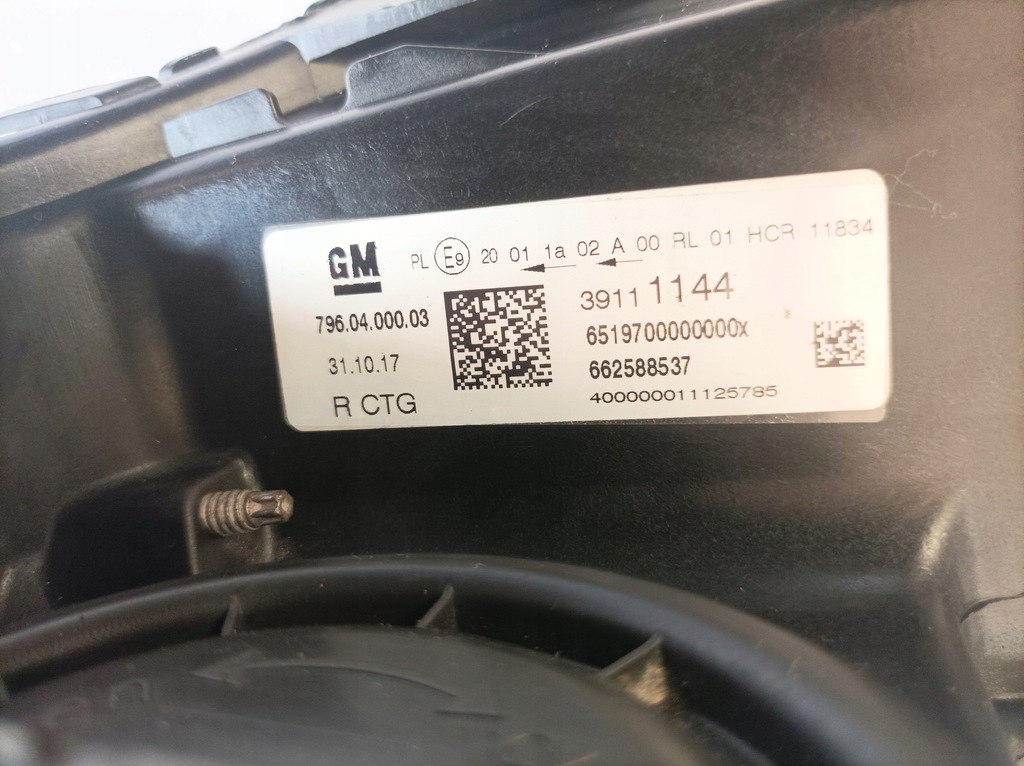 GM PL E9 20 01 1a 02 A 00 RL 01 HCR 11834
39111144
796.04.000.03
6519700000000x
31.10.17
662588537
R CTG
400000011125785